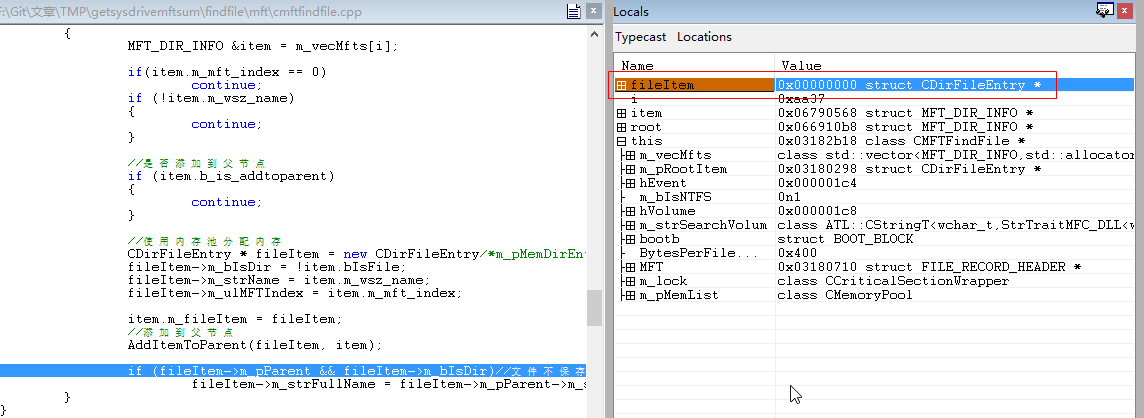 F:\Git\文章\TMP\getsysdrivemftsum\findfile\mft\cmftfindfile.cpp
{
MFT_DIR_INFO &item = m_vecMfts[i];
if(item.m_mft_index == 0)
continue;
if (!item.m_wsz_name)
{
continue;
}
//是否添加到父节点
if (item.b_is_addtoparent)
{
continue;
}
//使用内存池分配内存
CDirFileEntry * fileItem = new CDirFileEntry/*m_pMemDirEnt
fileItem->m_bIsDir = !item.bIsFile;
fileItem->m_strName = item.m_wsz_name;
fileItem->m_ulMFTIndex = item.m_mft_index;
item.m_fileItem = fileItem;
//添加到父节点
AddItemToParent(fileItem, item);
if (fileItem->m_pParent && fileItem->m_bIsDir)//文件不保存
fileItem->m_strFullName = fileItem->m_pParent->m_s
}
}
Locals
Typecast Locations
Name Value
fileItem 0x00000000 struct CDirFileEntry *
i 0xaa37
item 0x06790568 struct MFT_DIR_INFO *
root 0x066910b8 struct MFT_DIR_INFO *
this 0x03182b18 class CMFTFindFile *
m_vecMfts class std::vector<MFT_DIR_INFO,std::allocator
m_pRootItem 0x03180298 struct CDirFileEntry *
hEvent 0x000001c4
m_bIsNTFS 0n1
hVolume 0x000001c8
m_strSearchVolum class ATL::CStringT<wchar_t,StrTraitMFC_DLL<w
bootb struct BOOT_BLOCK
BytesPerFile... 0x400
MFT 0x03180710 struct FILE_RECORD_HEADER *
m_lock class CCriticalSectionWrapper
m_pMemList class CMemoryPool